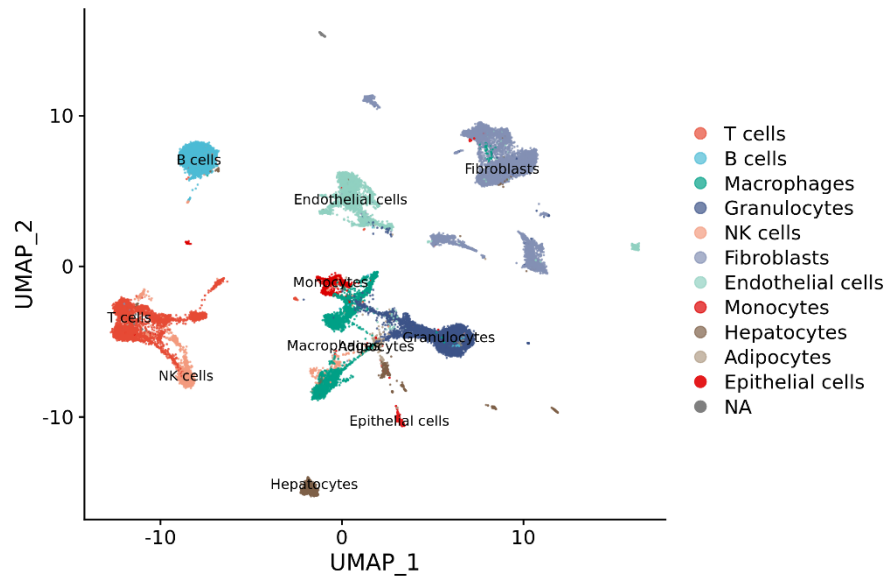 10
0
-10
UMAP_2
-10
0
10
UMAP_1
B cells
Fibroblasts
Endothelial cells
Monocytes
T cells
Granulocytes
Macrophages
Adipocytes
NK cells
Epithelial cells
Hepatocytes
T cells
B cells
Macrophages
Granulocytes
NK cells
Fibroblasts
Endothelial cells
Monocytes
Hepatocytes
Adipocytes
Epithelial cells
NA